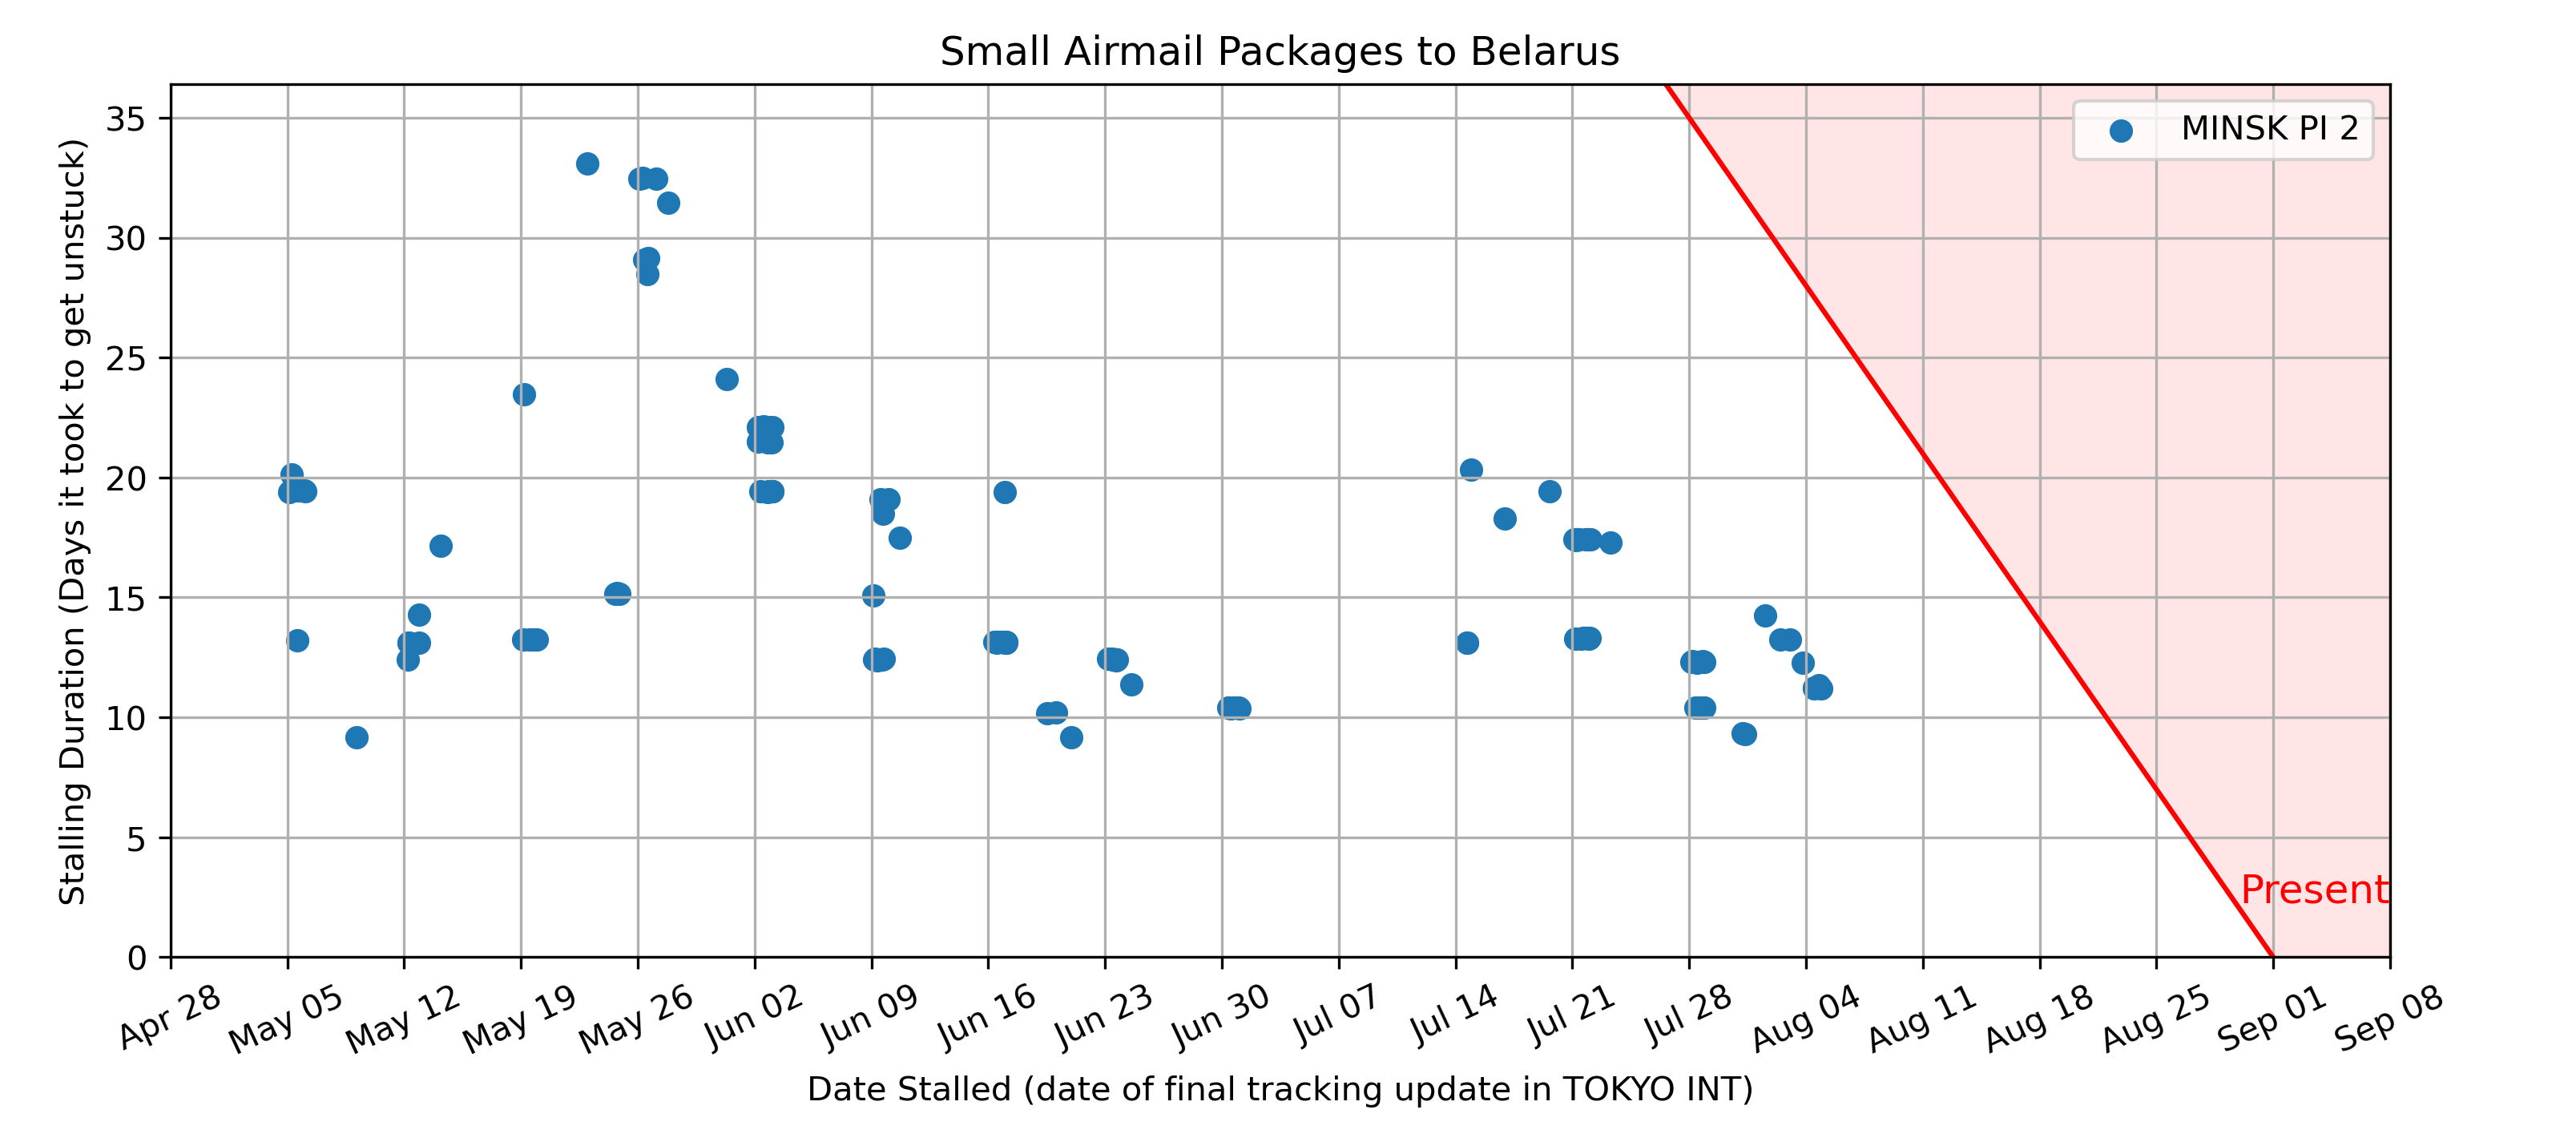 Small Airmail Packages to Belarus
MINSK PI 2
35
30
25
20
15
10
5
0
Stalling Duration (Days it took to get unstuck)
Present
Apr 28
May 05
May 12
May 19
May 26
Jun 02
Jun 09
Jun 16
Jun 23
Jun 30
Jul 07
Jul 14
Jul 21
Jul 28
Aug 04
Aug 11
Aug 18
Aug 25
Sep 01
Sep 08
Date Stalled (date of final tracking update in TOKYO INT)